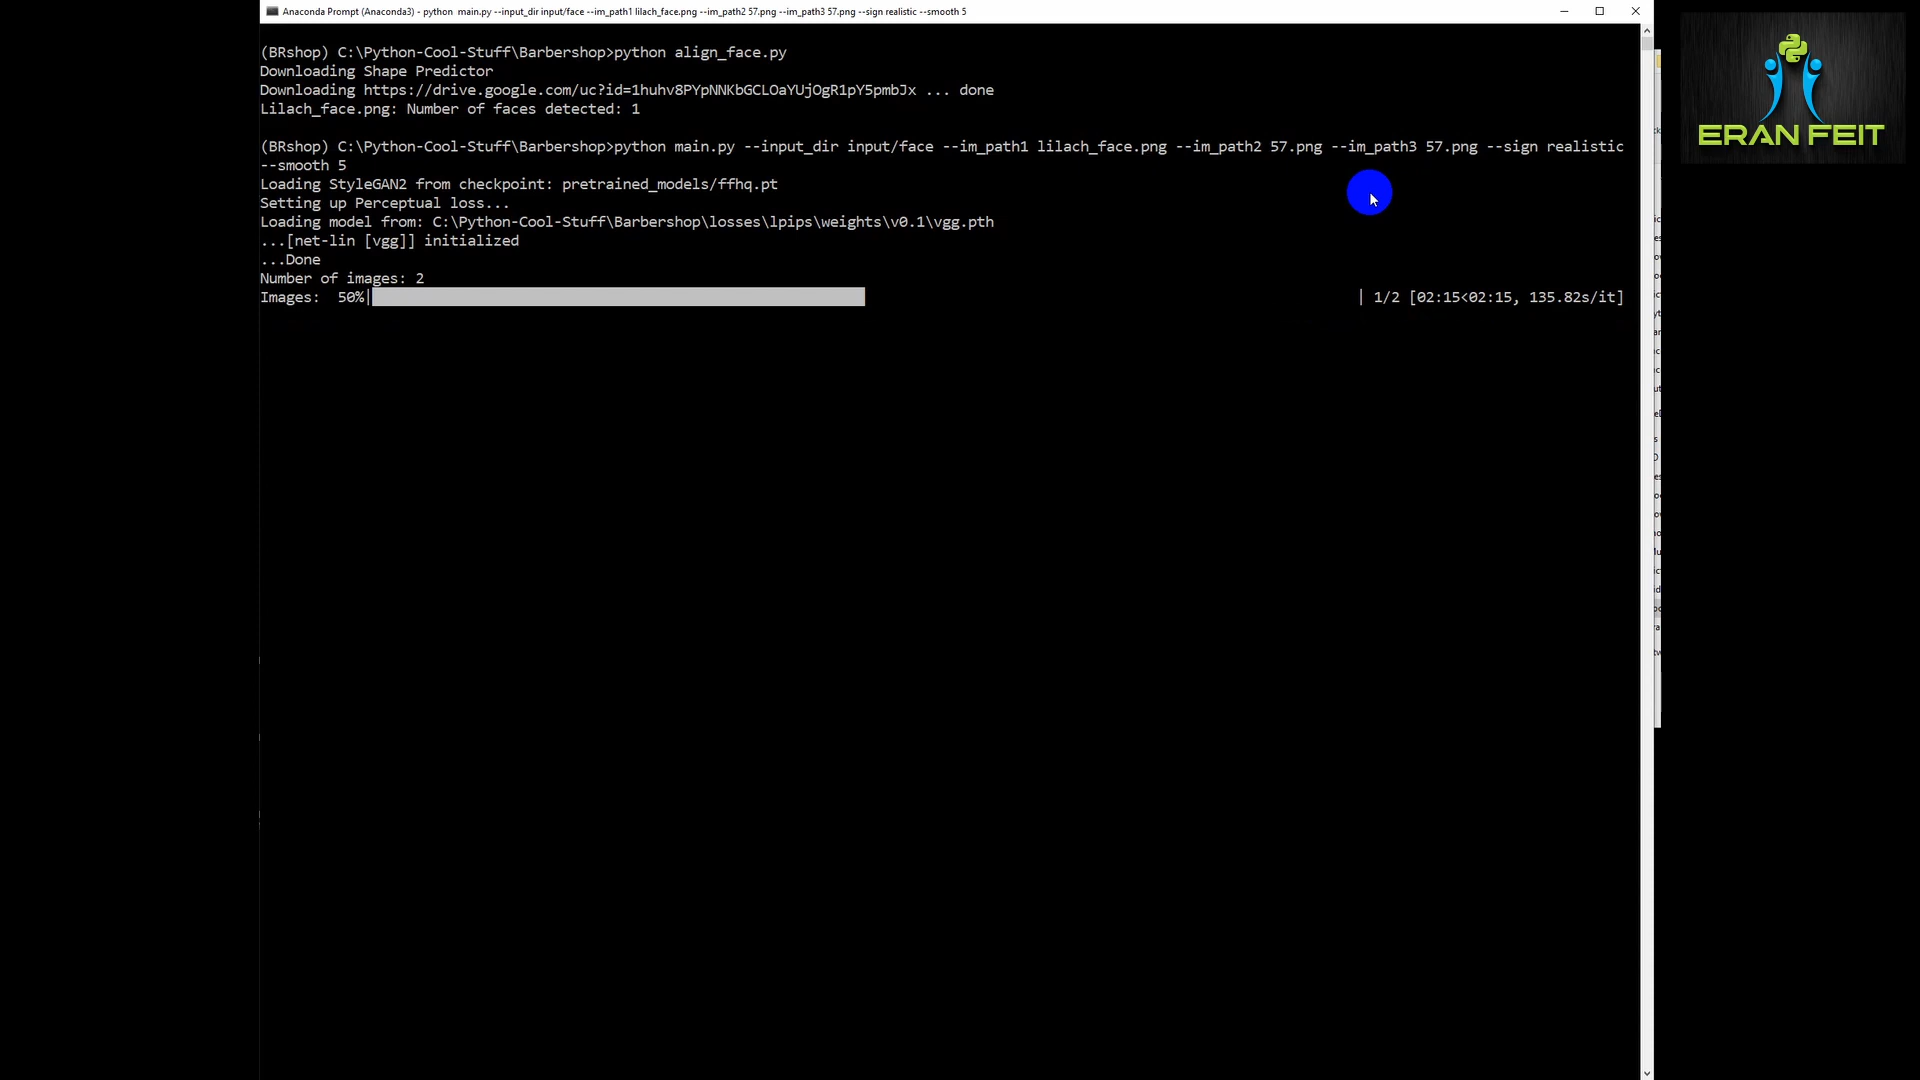 Anaconda Prompt (Anaconda3) - python  main.py --input_dir input/face --im_path1 lilach_face.png --im_path2 57.png --im_path3 57.png --sign realistic --smooth 5
(BRshop) C:\Python-Cool-Stuff\Barbershop>python align_face.py
Downloading Shape Predictor
Downloading https://drive.google.com/uc?id=1huhv8PYpNNKbGCLOaYUjOgR1pY5pmbJx ... done
Lilach_face.png: Number of faces detected: 1
(BRshop) C:\Python-Cool-Stuff\Barbershop>python main.py --input_dir input/face --im_path1 lilach_face.png --im_path2 57.png --im_path3 57.png --sign realistic
--smooth 5
Loading StyleGAN2 from checkpoint: pretrained_models/ffhq.pt
Setting up Perceptual loss...
Loading model from: C:\Python-Cool-Stuff\Barbershop\losses\lpips\weights\v0.1\vgg.pth
...[net-lin [vgg]] initialized
...Done
Number of images: 2
Images:  50%| | 1/2 [02:15<02:15, 135.82s/it]
ERAN FEIT